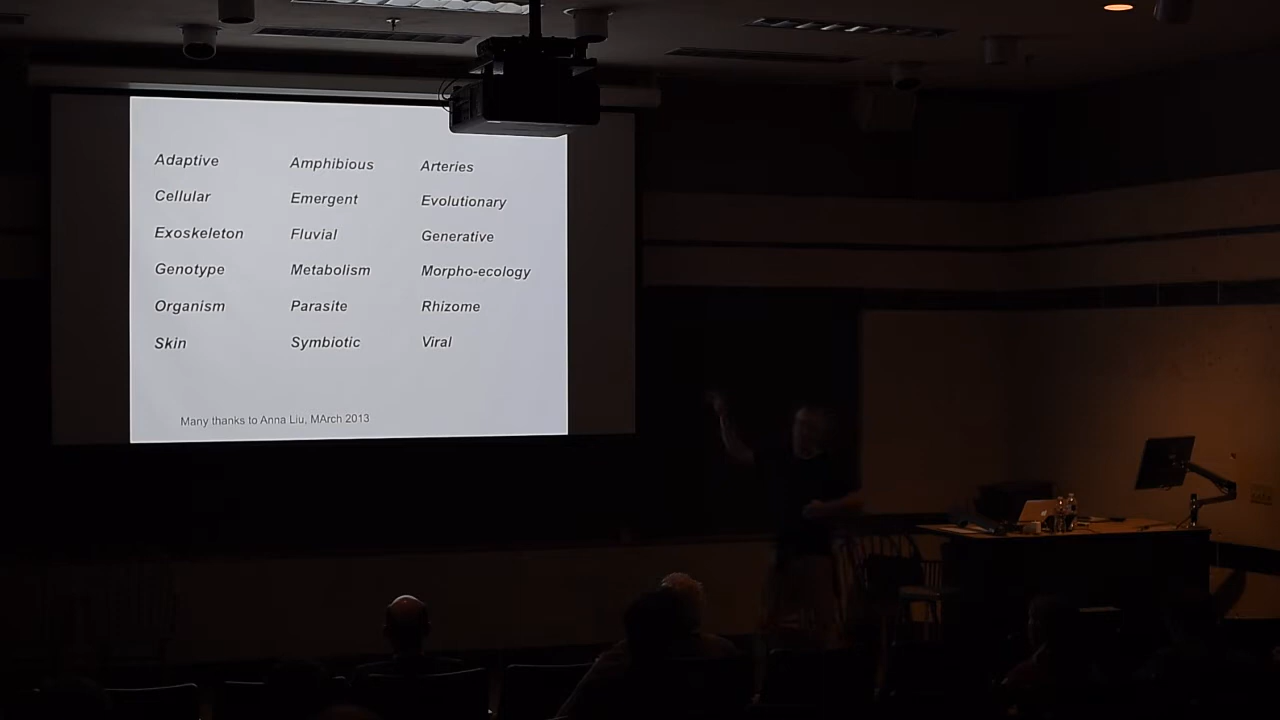 Adaptive Amphibious Arteries
Cellular Emergent Evolutionary
Exoskeleton Fluvial Generative
Genotype Metabolism Morpho-ecology
Organism Parasite Rhizome
Skin Symbiotic Viral
Many thanks to Anna Liu, MArch 2013